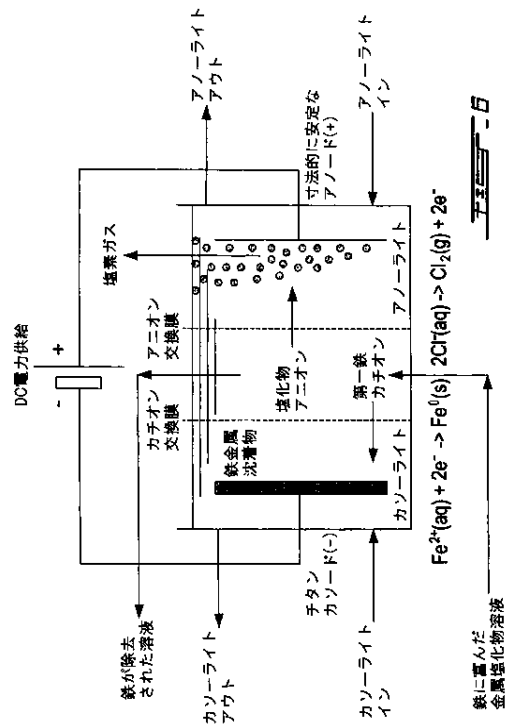 DC電力供給
-
+
鉄が除去
された溶液
カチオン
交換膜
アニオン
交換膜
塩素ガス
アノーライト
アウト
カソーライト
アウト
鉄金属
沈着物
塩化物
アニオン
寸法的に安定な
アノード(+)
チタン
カソード(-)
第一鉄
カチオン
カソーライト
アノーライト
カソーライト
イン
アノーライト
イン
Fe²⁺(aq) + 2e⁻ -> Fe⁰(s)
2Cl⁻(aq) -> Cl₂(g) + 2e⁻
鉄に富んだ
金属塩化物溶液